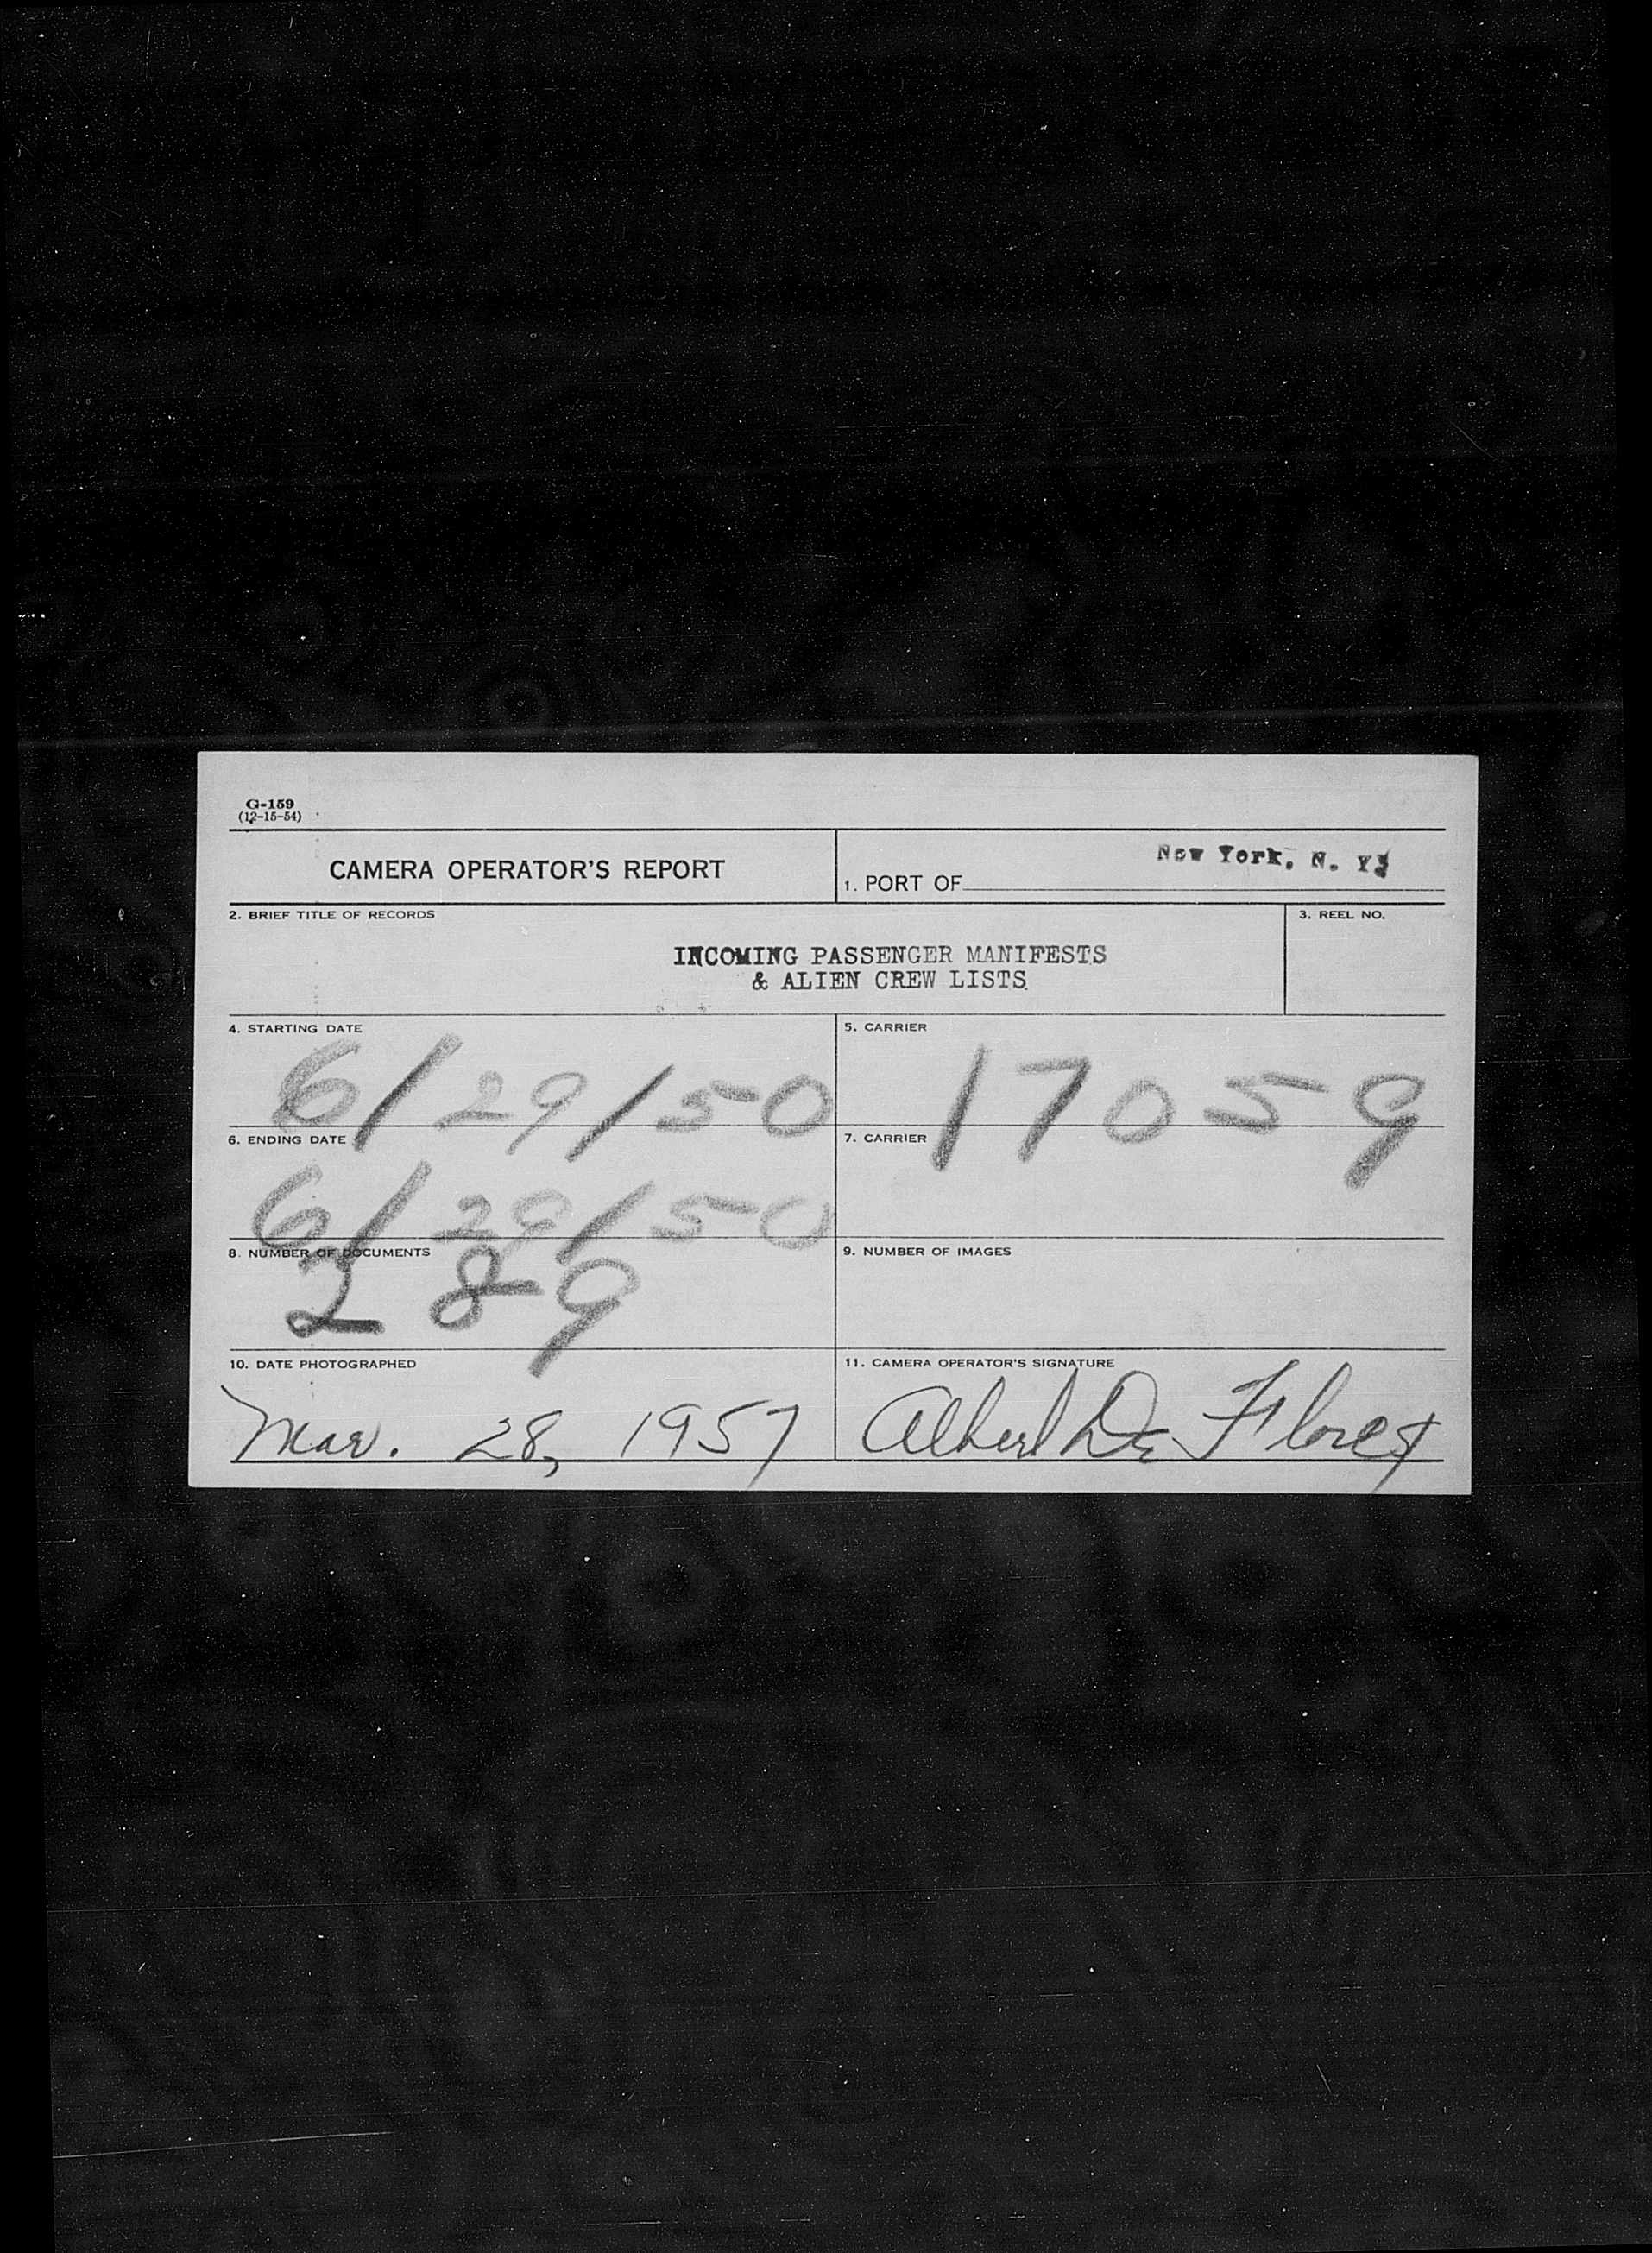 G-159
(12-15-54)
CAMERA OPERATOR'S REPORT
1. PORT OF New York, N. Y.
2. BRIEF TITLE OF RECORDS
3. REEL NO.
INCOMING PASSENGER MANIFESTS
& ALIEN CREW LISTS
4. STARTING DATE
6/29/50
5. CARRIER
17059
6. ENDING DATE
6/29/50
7. CARRIER
8. NUMBER OF DOCUMENTS
289
9. NUMBER OF IMAGES
10. DATE PHOTOGRAPHED
Mar. 28, 1957
11. CAMERA OPERATOR'S SIGNATURE
Albert De Flores